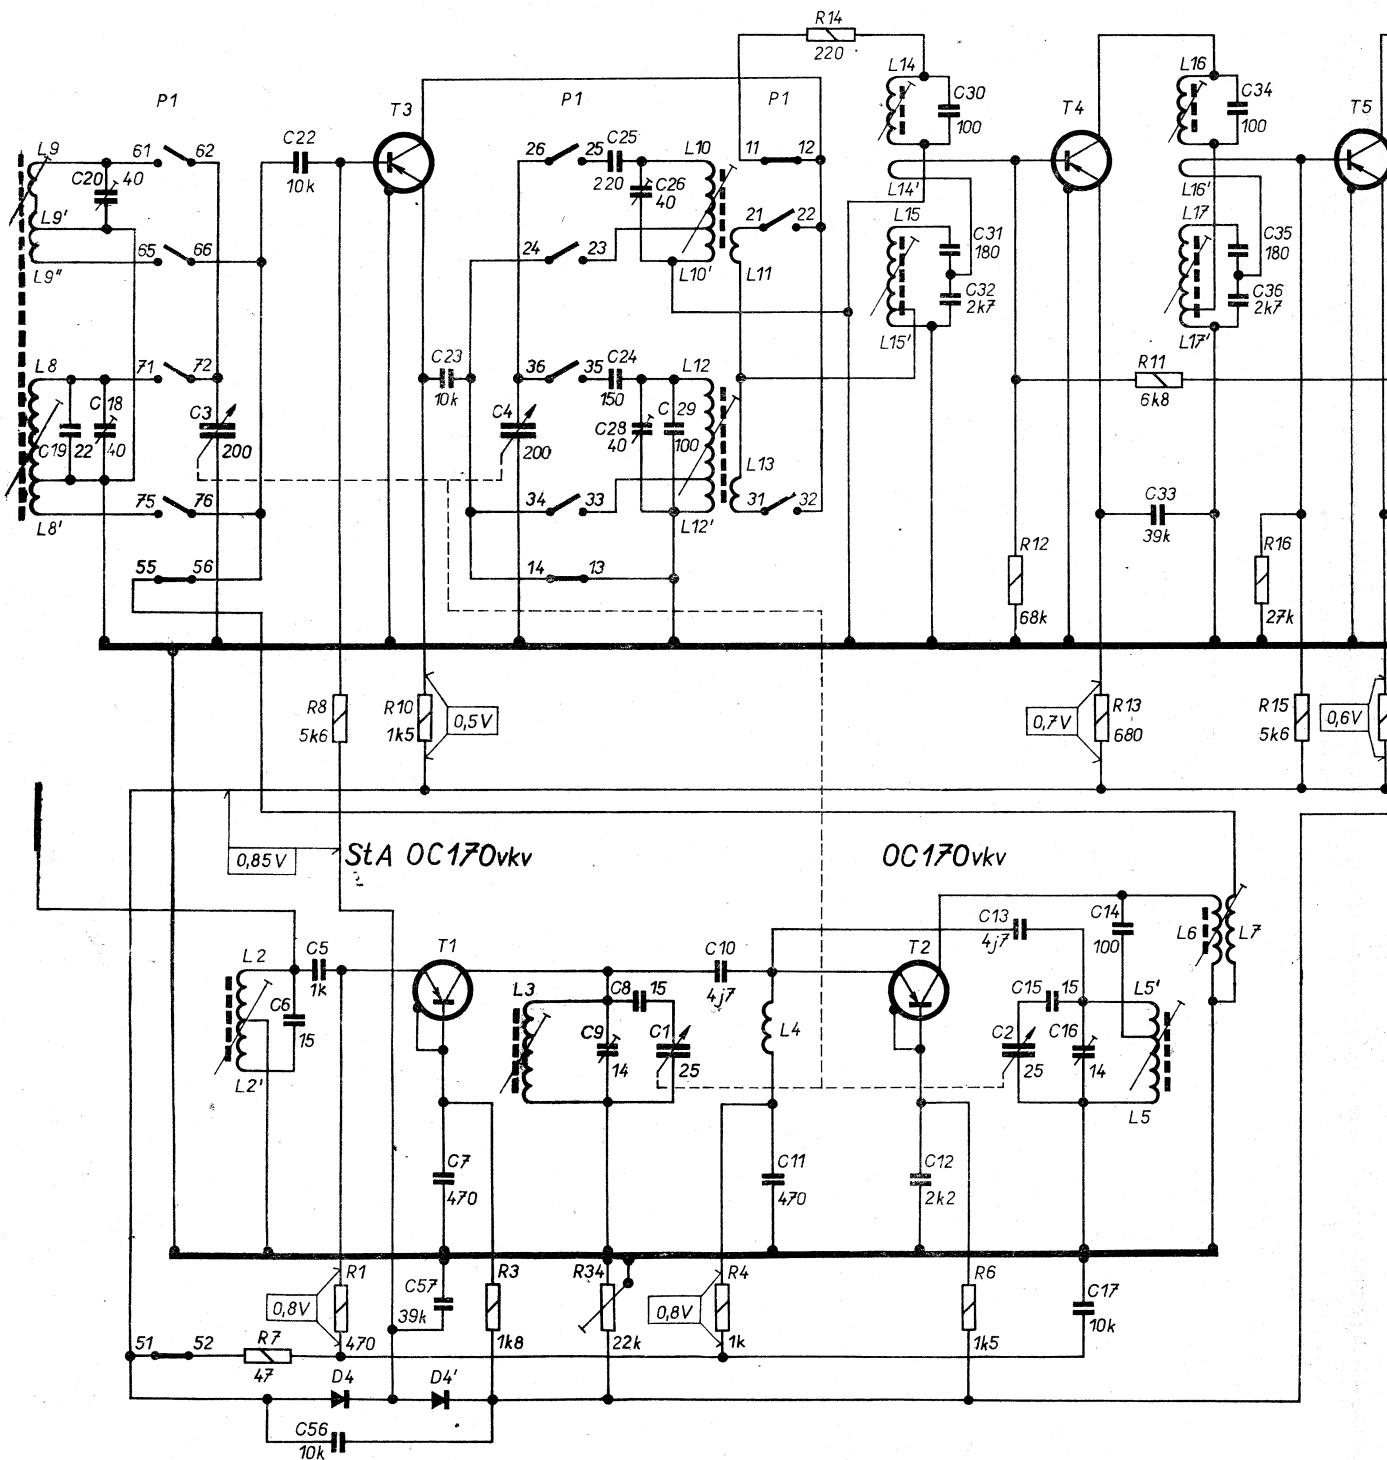 R14
220
P1
T3
P1
P1
L14
C30
100
T4
L16
C34
100
T5
L9
61
62
C22
10k
26
25
C25
220
L10
11
12
C20
40
C26
40
L14'
L16'
L9'
21
22
L15
C31
180
L17
C35
180
65
66
24
23
L9"
L10'
L11
C32
2k7
C36
2k7
L15'
L17'
L8
71
72
C23
10k
36
35
C24
150
L12
R11
6k8
C18
40
C19
22
C3
200
C4
200
C28
40
C29
100
L13
75
76
34
33
31
32
L8'
L12'
C33
39k
R12
68k
R16
27k
55
56
14
13
R8
5k6
R10
1k5
0,5V
0,7V
R13
680
R15
5k6
0,6V
0,85V
StA OC170vkv
OC170vkv
L2
C5
1k
T1
C10
4j7
T2
C13
4j7
C14
100
L6
L7
C6
15
L3
C8
15
C15
15
L5'
C9
14
C1
25
L4
C2
25
C16
14
L2'
L5
C7
470
C11
470
C12
2k2
R1
0,8V
470
C57
39k
R3
1k8
R34
22k
R4
0,8V
1k
R6
1k5
C17
10k
51
52
R7
47
D4
D4'
C56
10k